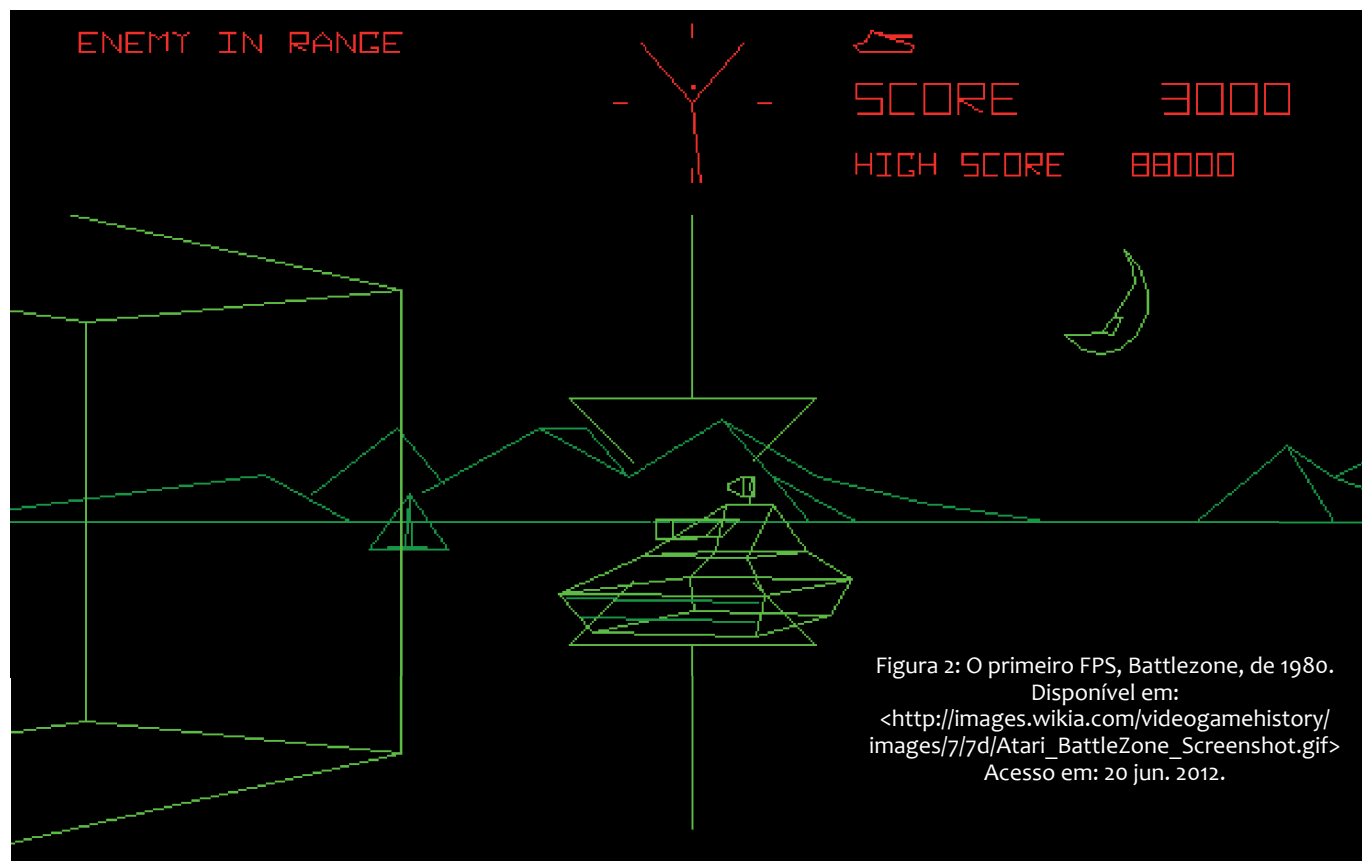 ENEMY IN RANGE
SCORE 3000
HIGH SCORE 88000
Figura 2: O primeiro FPS, Battlezone, de 1980.
Disponível em:
<http://images.wikia.com/videogamehistory/
images/7/7d/Atari_BattleZone_Screenshot.gif>
Acesso em: 20 jun. 2012.